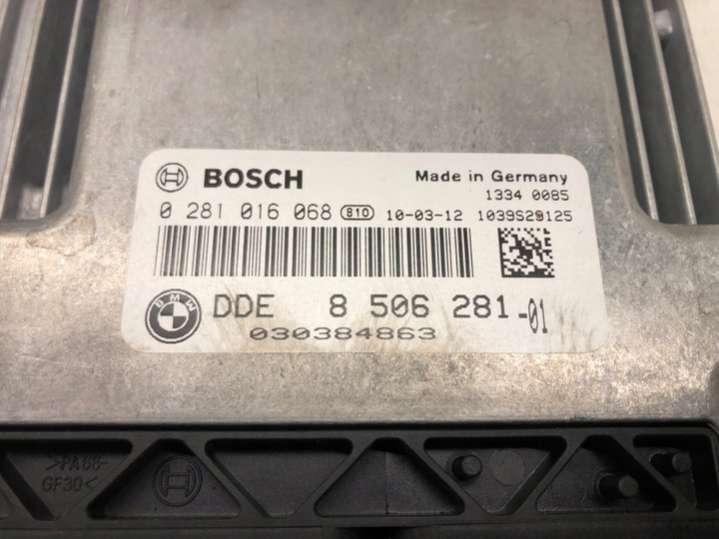 BOSCH
Made in Germany
1334 0085
0 281 016 068 810 10-03-12 1039S29125
BMW DDE 8 506 281-01
030384863
>PA66-
GF30<